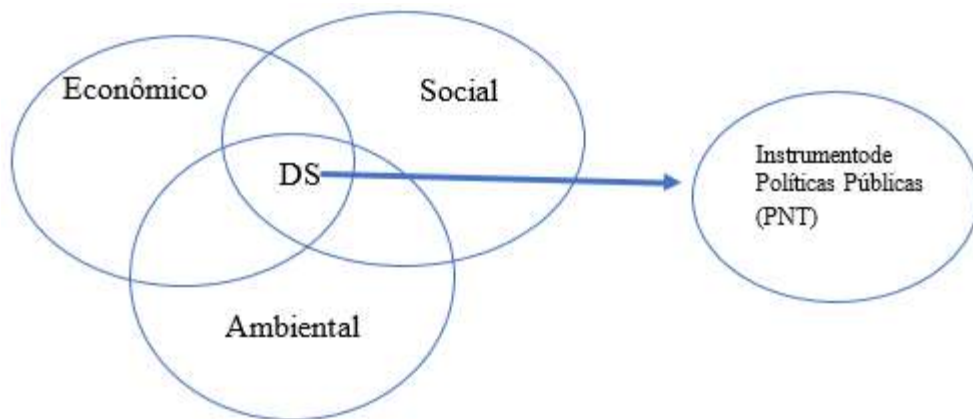 Econômico
Social
DS
Instrumentode
Políticas Públicas
(PNT)
Ambiental